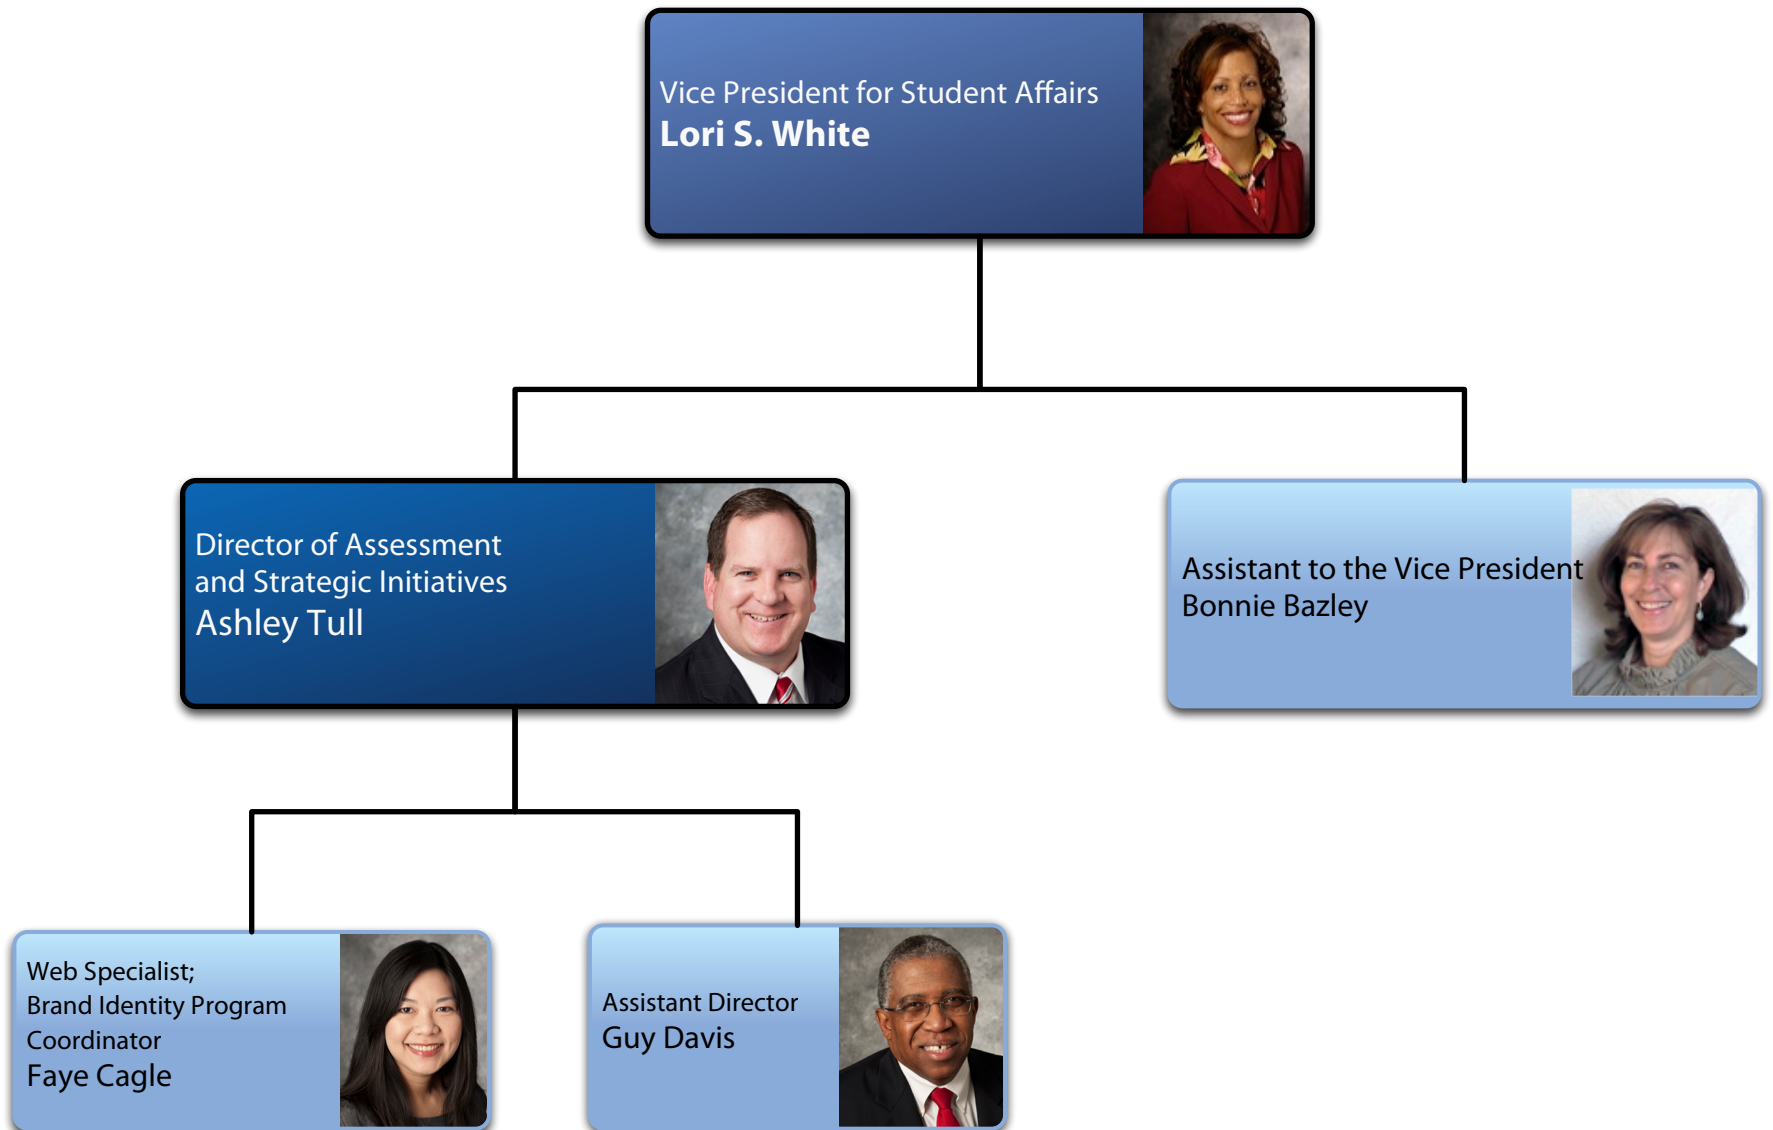 Vice President for Student Affairs
Lori S. White
Director of Assessment
and Strategic Initiatives
Ashley Tull
Assistant to the Vice President
Bonnie Bazley
Web Specialist;
Brand Identity Program
Coordinator
Faye Cagle
Assistant Director
Guy Davis